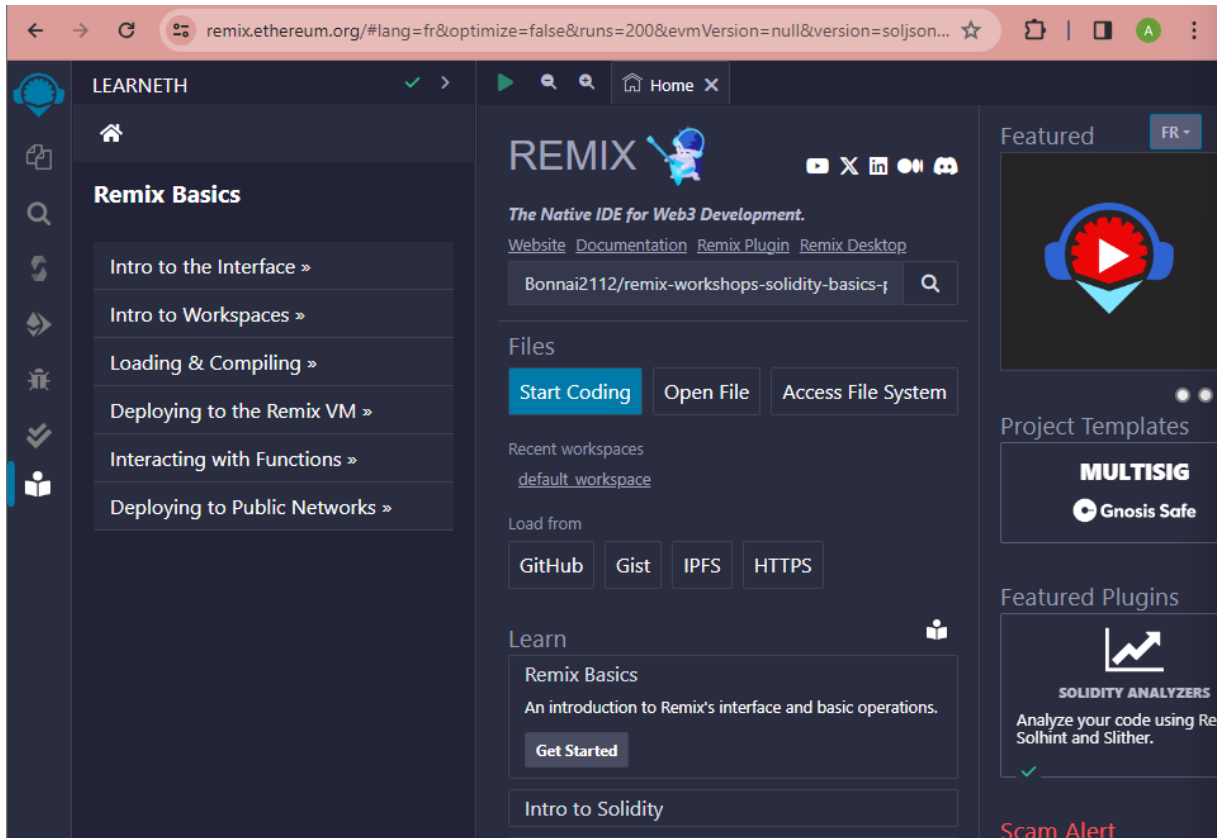 remix.ethereum.org/#lang=fr&optimize=false&runs=200&evmVersion=null&version=soljson...
A
LEARNETH
Remix Basics
Intro to the Interface »
Intro to Workspaces »
Loading & Compiling »
Deploying to the Remix VM »
Interacting with Functions »
Deploying to Public Networks »
Home
REMIX
The Native IDE for Web3 Development.
Website Documentation Remix Plugin Remix Desktop
Bonnai2112/remix-workshops-solidity-basics-
Files
Start Coding Open File Access File System
Recent workspaces
default_workspace
Load from
GitHub Gist IPFS HTTPS
Learn
Remix Basics
An introduction to Remix's interface and basic operations.
Get Started
Intro to Solidity
Featured
FR
Project Templates
MULTISIG
Gnosis Safe
Featured Plugins
SOLIDITY ANALYZERS
Analyze your code using Re
Solhint and Slither.
Scam Alert